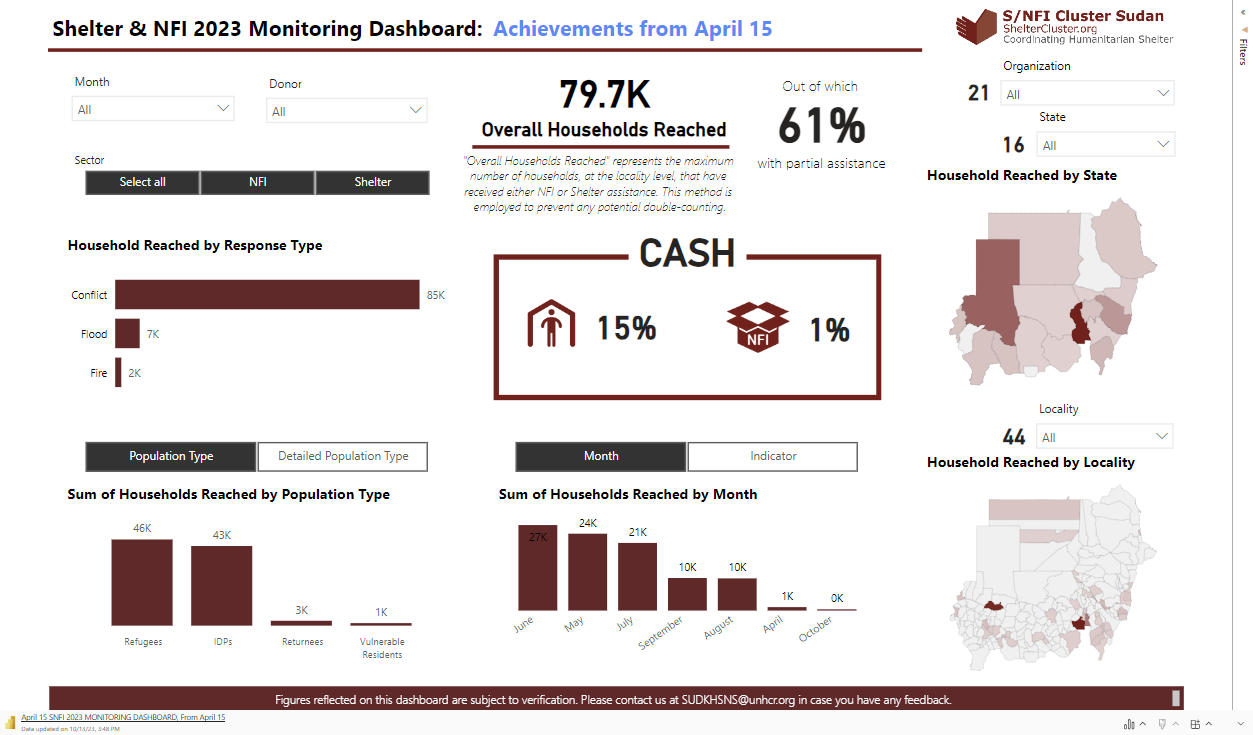 Shelter & NFI 2023 Monitoring Dashboard: Achievements from April 15
S/NFI Cluster Sudan
ShelterCluster.org
Coordinating Humanitarian Shelter
Filters
Month
All
Donor
All
79.7K
Overall Households Reached
"Overall Households Reached" represents the maximum
number of households, at the locality level, that have
received either NFI or Shelter assistance. This method is
employed to prevent any potential double-counting.
Out of which
61%
with partial assistance
Organization
21
All
State
16
All
Sector
Select all
NFI
Shelter
Household Reached by State
Household Reached by Response Type
Conflict
85K
Flood
7K
Fire
2K
CASH
15%
NFI
1%
Locality
44
All
Household Reached by Locality
Population Type
Detailed Population Type
Sum of Households Reached by Population Type
46K
43K
3K
1K
Refugees
IDPs
Returnees
Vulnerable
Residents
Month
Indicator
Sum of Households Reached by Month
27K
24K
21K
10K
10K
1K
0K
June
May
July
September
August
April
October
Figures reflected on this dashboard are subject to verification. Please contact us at SUDKHSNS@unhcr.org in case you have any feedback.
April 15 SNFI 2023 MONITORING DASHBOARD, From April 15
Data updated on 10/13/23, 3:48 PM